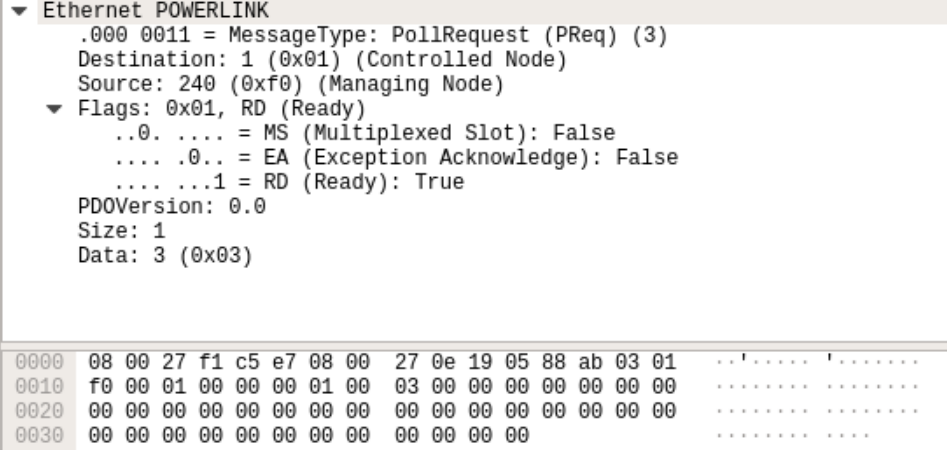 Ethernet POWERLINK
.000 0011 = MessageType: PollRequest (PReq) (3)
Destination: 1 (0x01) (Controlled Node)
Source: 240 (0xf0) (Managing Node)
Flags: 0x01, RD (Ready)
..0. .... = MS (Multiplexed Slot): False
.... .0.. = EA (Exception Acknowledge): False
.... ...1 = RD (Ready): True
PDOVersion: 0.0
Size: 1
Data: 3 (0x03)
0000 08 00 27 f1 c5 e7 08 00 27 0e 19 05 88 ab 03 01 ··'····· '·······
0010 f0 00 01 00 00 00 01 00 03 00 00 00 00 00 00 00 ········ ········
0020 00 00 00 00 00 00 00 00 00 00 00 00 00 00 00 00 ········ ········
0030 00 00 00 00 00 00 00 00 00 00 00 00 ········ ····